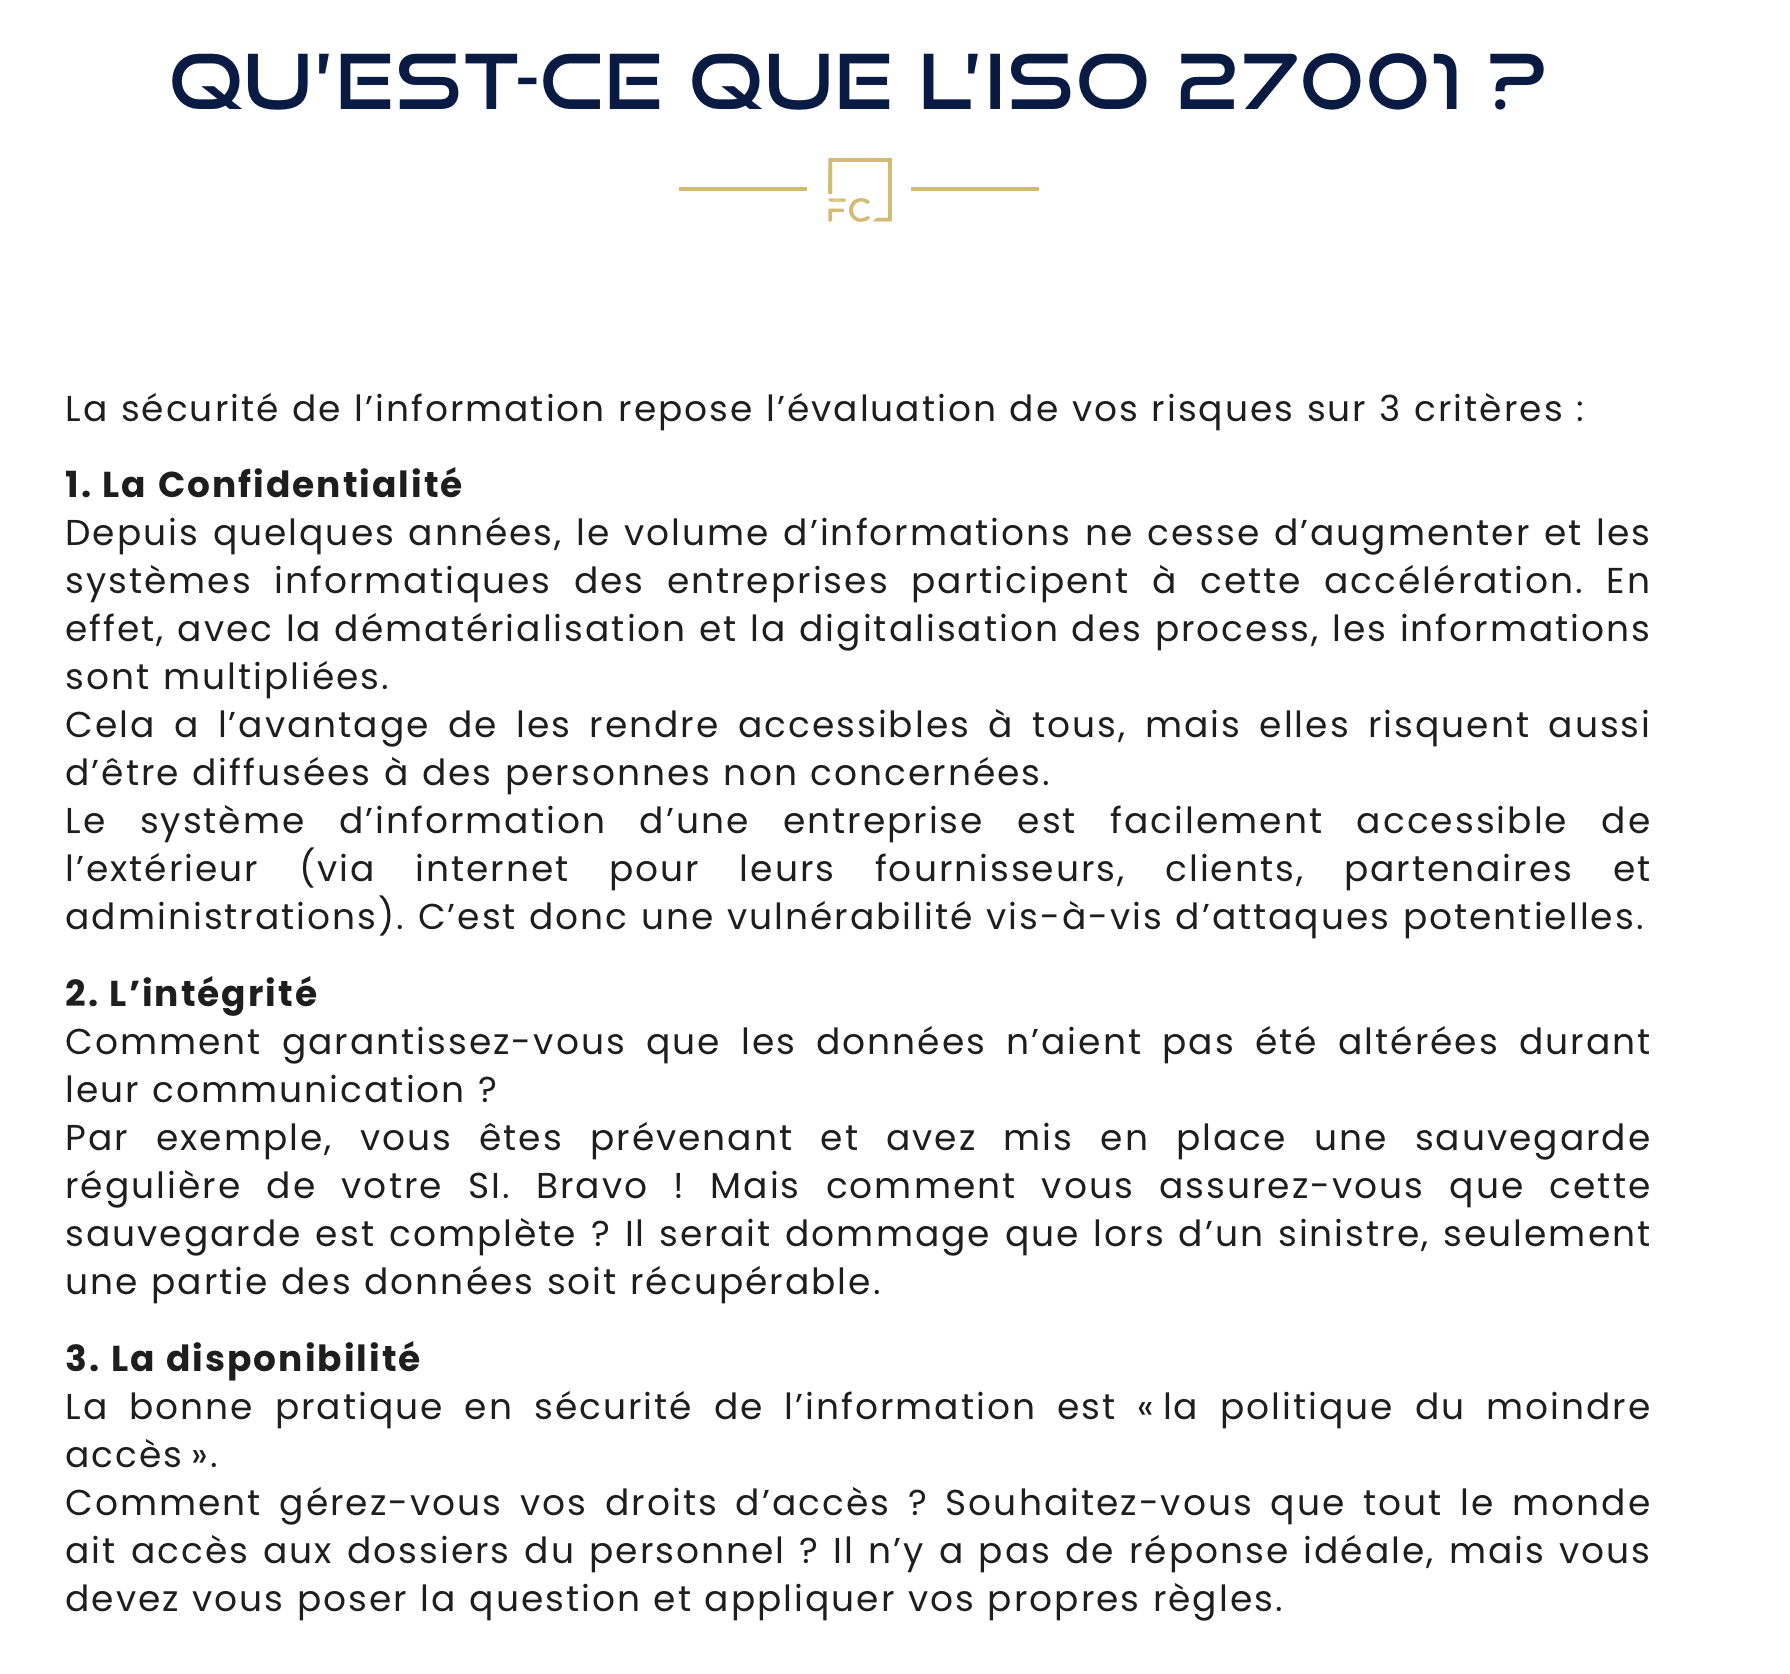 QU'EST-CE QUE L'ISO 27001 ?
FC
La sécurité de l’information repose l’évaluation de vos risques sur 3 critères :
1. La Confidentialité
Depuis quelques années, le volume d’informations ne cesse d’augmenter et les
systèmes informatiques des entreprises participent à cette accélération. En
effet, avec la dématérialisation et la digitalisation des process, les informations
sont multipliées.
Cela a l’avantage de les rendre accessibles à tous, mais elles risquent aussi
d’être diffusées à des personnes non concernées.
Le système d’information d’une entreprise est facilement accessible de
l’extérieur (via internet pour leurs fournisseurs, clients, partenaires et
administrations). C’est donc une vulnérabilité vis-à-vis d’attaques potentielles.
2. L’intégrité
Comment garantissez-vous que les données n’aient pas été altérées durant
leur communication ?
Par exemple, vous êtes prévenant et avez mis en place une sauvegarde
régulière de votre SI. Bravo ! Mais comment vous assurez-vous que cette
sauvegarde est complète ? Il serait dommage que lors d’un sinistre, seulement
une partie des données soit récupérable.
3. La disponibilité
La bonne pratique en sécurité de l’information est « la politique du moindre
accès ».
Comment gérez-vous vos droits d’accès ? Souhaitez-vous que tout le monde
ait accès aux dossiers du personnel ? Il n’y a pas de réponse idéale, mais vous
devez vous poser la question et appliquer vos propres règles.